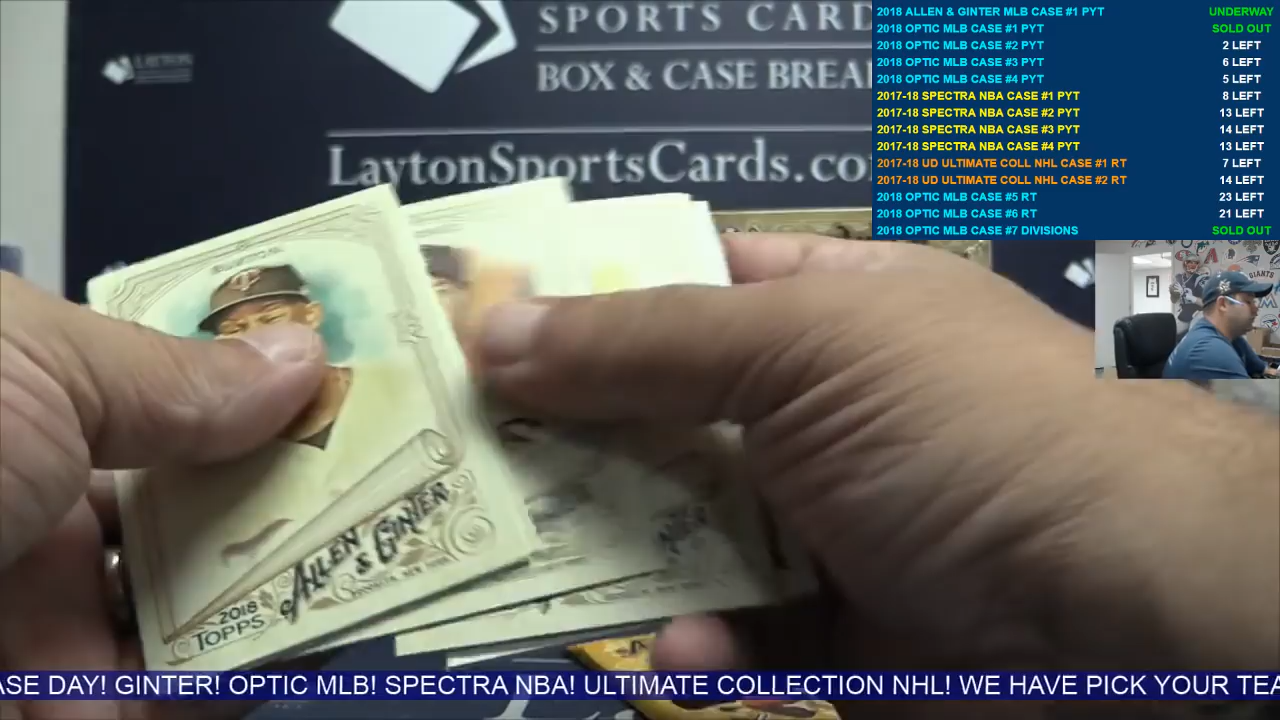 SPORTS CARD
BOX & CASE BREA
LaytonSportsCards.co
LAYTON
2018 ALLEN & GINTER MLB CASE #1 PYT UNDERWAY
2018 OPTIC MLB CASE #1 PYT SOLD OUT
2018 OPTIC MLB CASE #2 PYT 2 LEFT
2018 OPTIC MLB CASE #3 PYT 6 LEFT
2018 OPTIC MLB CASE #4 PYT 5 LEFT
2017-18 SPECTRA NBA CASE #1 PYT 8 LEFT
2017-18 SPECTRA NBA CASE #2 PYT 13 LEFT
2017-18 SPECTRA NBA CASE #3 PYT 14 LEFT
2017-18 SPECTRA NBA CASE #4 PYT 13 LEFT
2017-18 UD ULTIMATE COLL NHL CASE #1 RT 7 LEFT
2017-18 UD ULTIMATE COLL NHL CASE #2 RT 14 LEFT
2018 OPTIC MLB CASE #5 RT 23 LEFT
2018 OPTIC MLB CASE #6 RT 21 LEFT
2018 OPTIC MLB CASE #7 DIVISIONS SOLD OUT
GIANTS
ALLEN
& GINTER
2018
TOPPS
ASE DAY! GINTER! OPTIC MLB! SPECTRA NBA! ULTIMATE COLLECTION NHL! WE HAVE PICK YOUR TEA